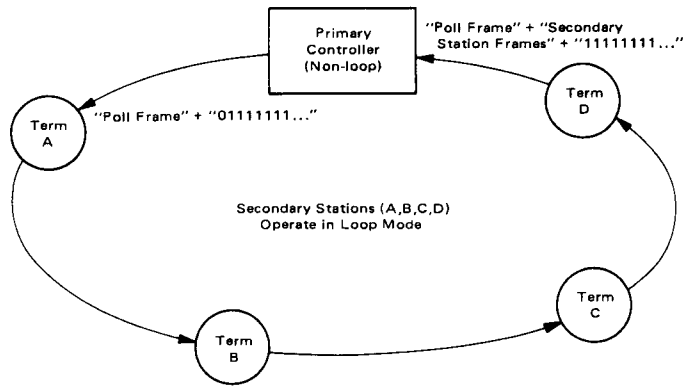 Primary
Controller
(Non-loop)
"Poll Frame" + "Secondary
Station Frames" + "11111111..."
Term
D
Term
A
"Poll Frame" + "01111111..."
Secondary Stations (A,B,C,D)
Operate in Loop Mode
Term
C
Term
B